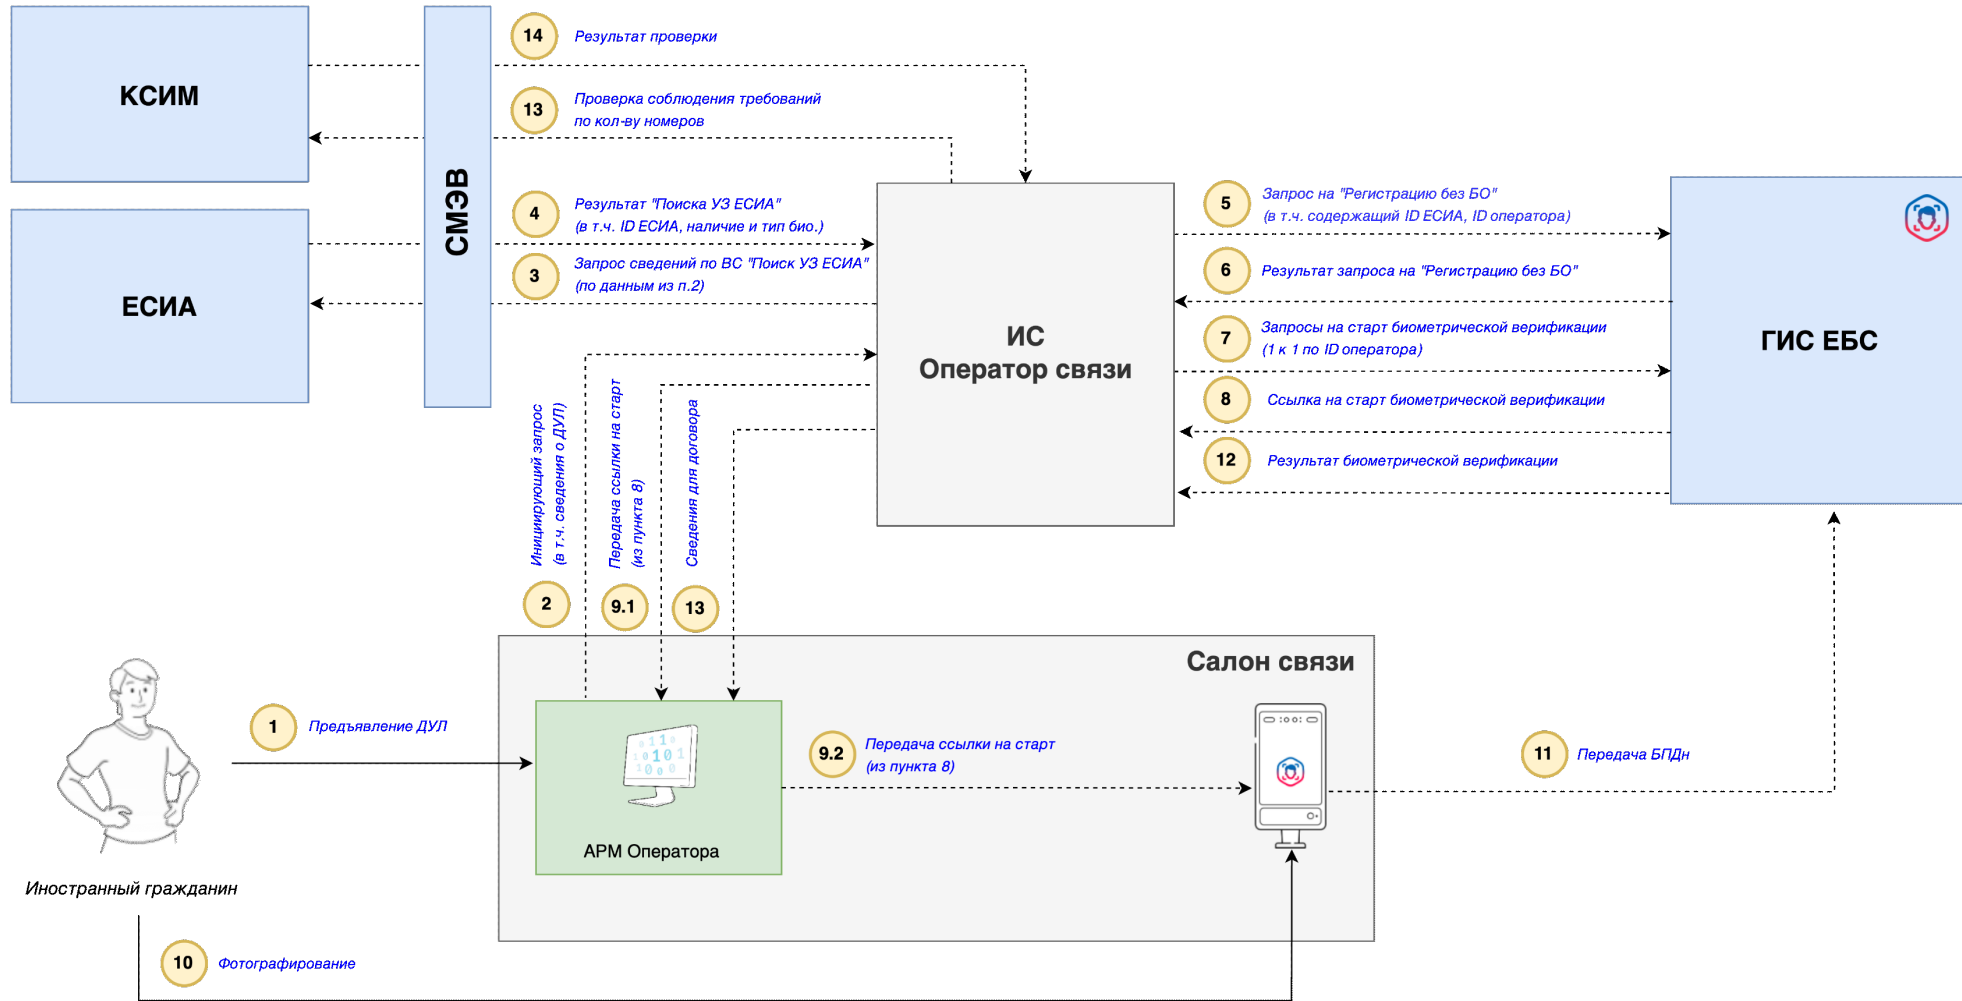 КСИМ
СМЭВ
14
Результат проверки
13
Проверка соблюдения требований
по кол-ву номеров
ЕСИА
4
Результат "Поиска УЗ ЕСИА"
(в т.ч. ID ЕСИА, наличие и тип био.)
3
Запрос сведений по ВС "Поиск УЗ ЕСИА"
(по данным из п.2)
ИС
Оператор связи
5
Запрос на "Регистрацию без БО"
(в т.ч. содержащий ID ЕСИА, ID оператора)
6
Результат запроса на "Регистрацию без БО"
7
Запросы на старт биометрической верификации
(1 к 1 по ID оператора)
8
Ссылка на старт биометрической верификации
12
Результат биометрической верификации
ГИС ЕБС
Инициирующий запрос
(в т.ч. сведения о ДУЛ)
2
Передача ссылки на старт
(из пункта 8)
9.1
Сведения для договора
13
Салон связи
1
Предъявление ДУЛ
0110
10101
1000
АРМ Оператора
9.2
Передача ссылки на старт
(из пункта 8)
11
Передача БПДн
Иностранный гражданин
10
Фотографирование